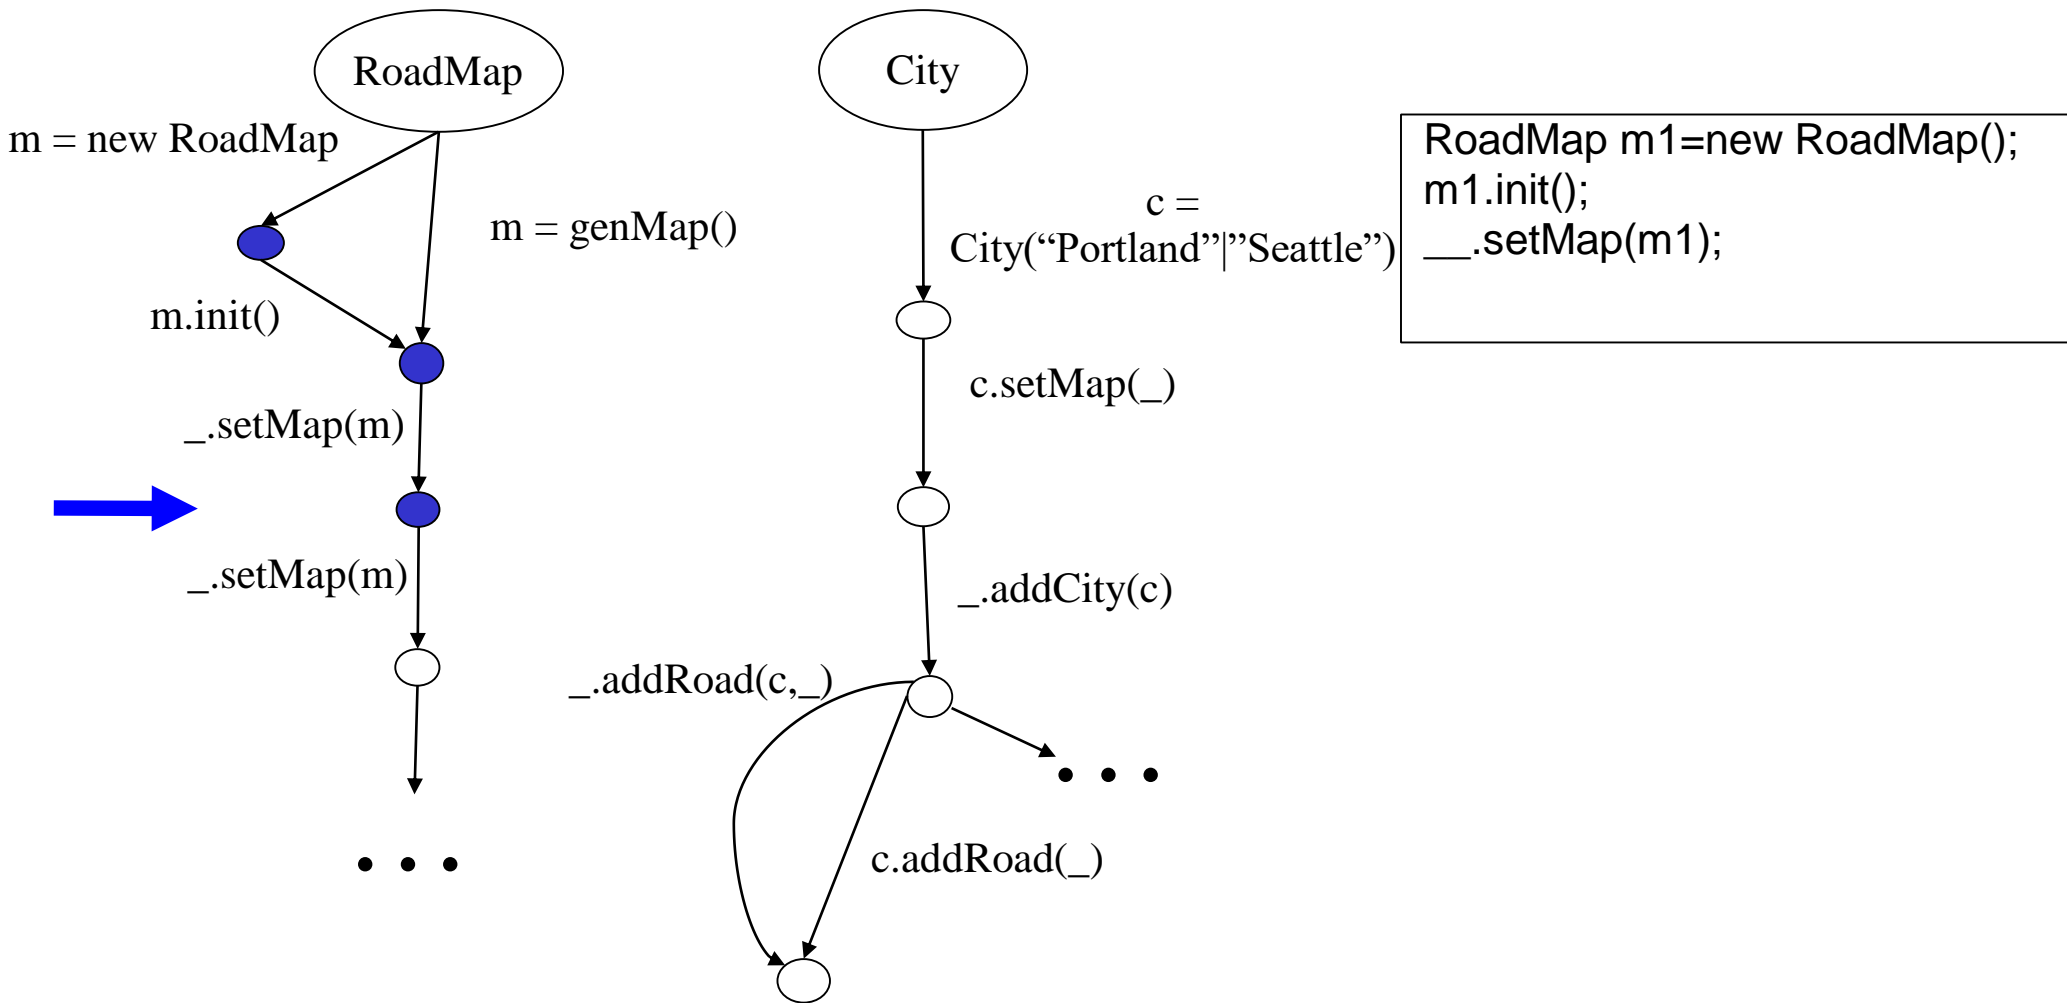 RoadMap
City
m = new RoadMap
RoadMap m1=new RoadMap();
m1.init();
__.setMap(m1);
m = genMap()
c =
City(“Portland”|”Seattle”)
m.init()
c.setMap(_)
_.setMap(m)
_.setMap(m)
_.addCity(c)
_.addRoad(c,_)
c.addRoad(_)